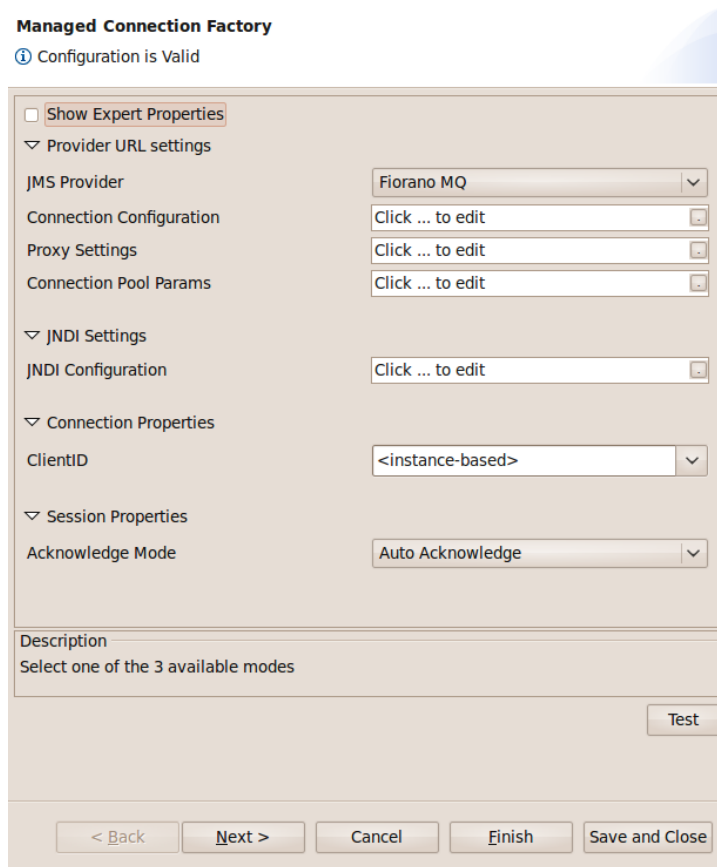 Managed Connection Factory
Configuration is Valid
Show Expert Properties
Provider URL settings
JMS Provider Fiorano MQ
Connection Configuration Click ... to edit
Proxy Settings Click ... to edit
Connection Pool Params Click ... to edit
JNDI Settings
JNDI Configuration Click ... to edit
Connection Properties
ClientID <instance-based>
Session Properties
Acknowledge Mode Auto Acknowledge
Description
Select one of the 3 available modes
Test
< Back Next > Cancel Finish Save and Close